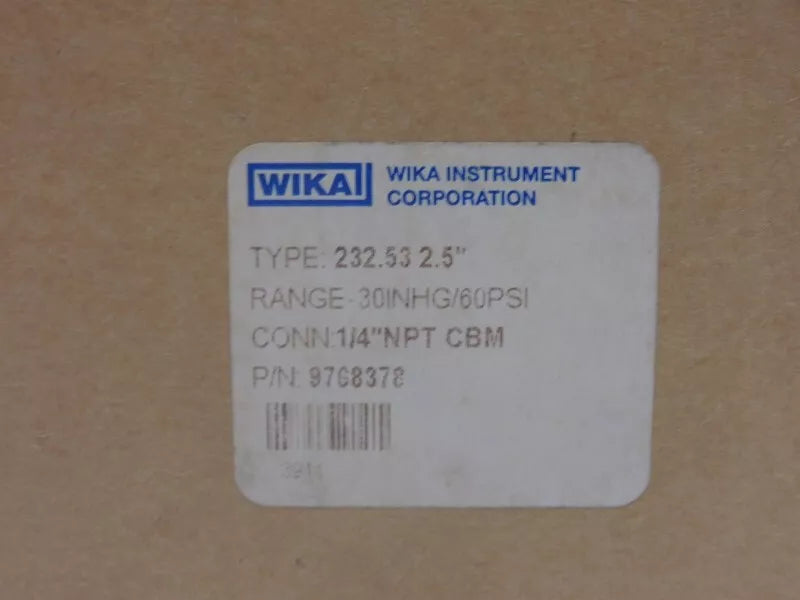 WIKA
WIKA INSTRUMENT
CORPORATION
TYPE: 232.53 2.5"
RANGE-30INHG/60PSI
CONN:1/4"NPT CBM
P/N: 9768378